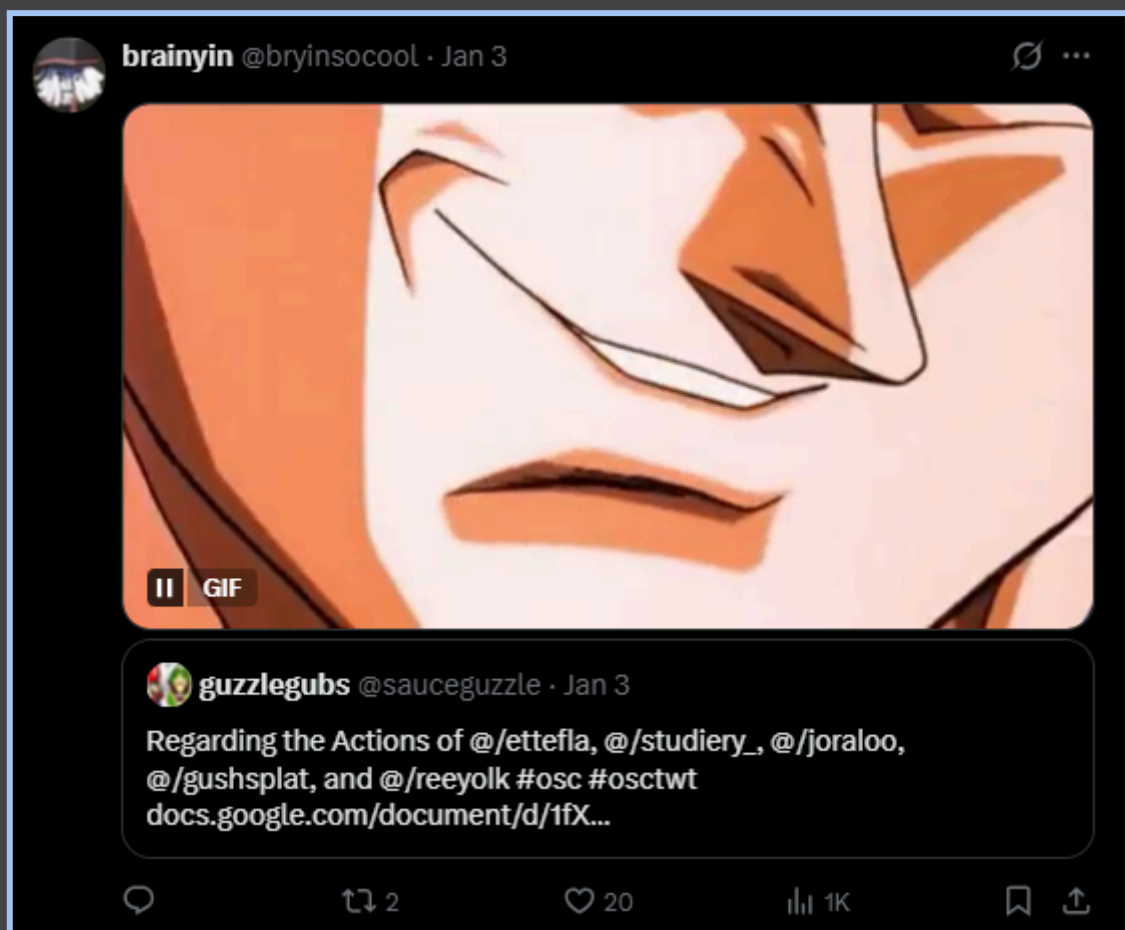 brainyin @bryinsocool · Jan 3
GIF
guzzlegubs @sauceguzzle · Jan 3
Regarding the Actions of @/ettefla, @/studiery_, @/joraloo,
@/gushsplat, and @/reeyolk #osc #osctwt
docs.google.com/document/d/1fX...
2 20 1K